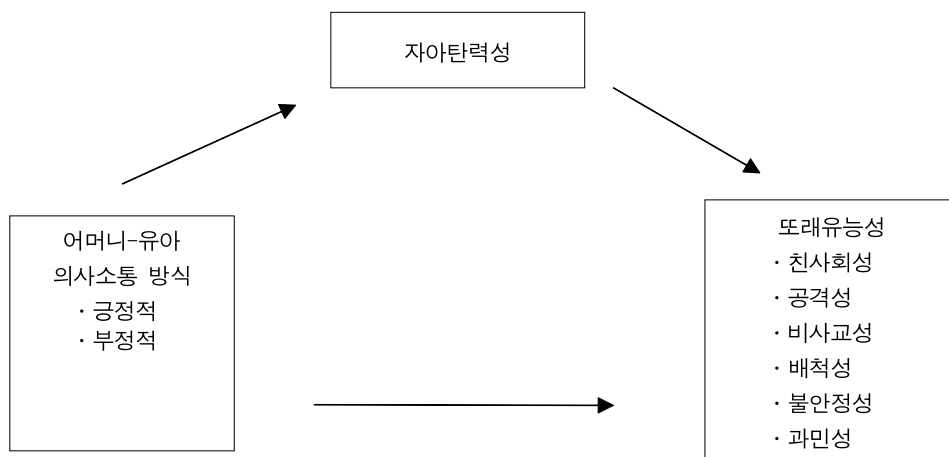 자아탄력성
어머니-유아
의사소통 방식
· 긍정적
· 부정적
또래유능성
· 친사회성
· 공격성
· 비사교성
· 배척성
· 불안정성
· 과민성